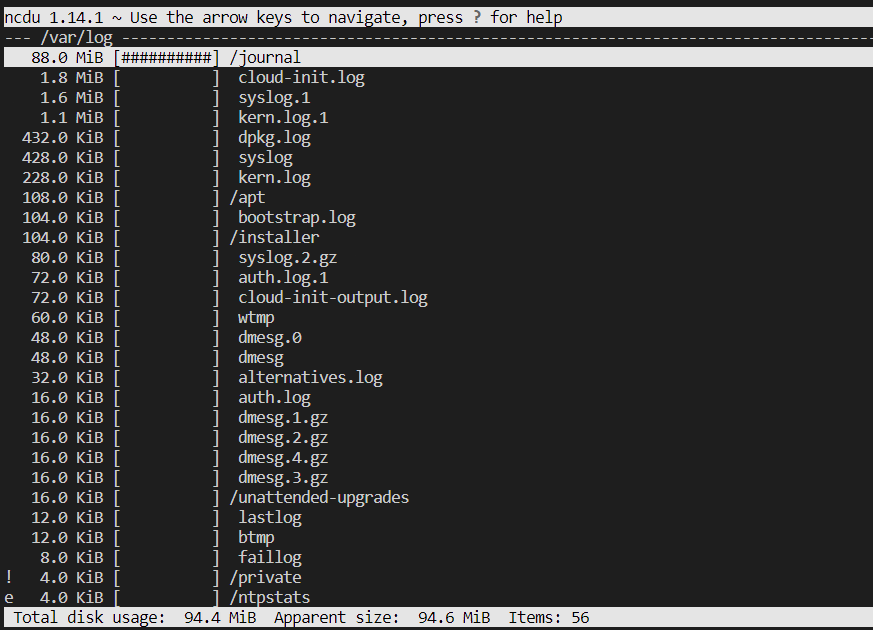 ncdu 1.14.1 ~ Use the arrow keys to navigate, press ? for help
--- /var/log -----------------------------------------------------------------------------------
   88.0 MiB [##########] /journal
    1.8 MiB [          ]  cloud-init.log
    1.6 MiB [          ]  syslog.1
    1.1 MiB [          ]  kern.log.1
  432.0 KiB [          ]  dpkg.log
  428.0 KiB [          ]  syslog
  228.0 KiB [          ]  kern.log
  108.0 KiB [          ] /apt
  104.0 KiB [          ]  bootstrap.log
  104.0 KiB [          ] /installer
   80.0 KiB [          ]  syslog.2.gz
   72.0 KiB [          ]  auth.log.1
   72.0 KiB [          ]  cloud-init-output.log
   60.0 KiB [          ]  wtmp
   48.0 KiB [          ]  dmesg.0
   48.0 KiB [          ]  dmesg
   32.0 KiB [          ]  alternatives.log
   16.0 KiB [          ]  auth.log
   16.0 KiB [          ]  dmesg.1.gz
   16.0 KiB [          ]  dmesg.2.gz
   16.0 KiB [          ]  dmesg.4.gz
   16.0 KiB [          ]  dmesg.3.gz
   16.0 KiB [          ] /unattended-upgrades
   12.0 KiB [          ]  lastlog
   12.0 KiB [          ]  btmp
    8.0 KiB [          ]  faillog
!   4.0 KiB [          ] /private
e   4.0 KiB [          ] /ntpstats
 Total disk usage:  94.4 MiB  Apparent size:  94.6 MiB  Items: 56